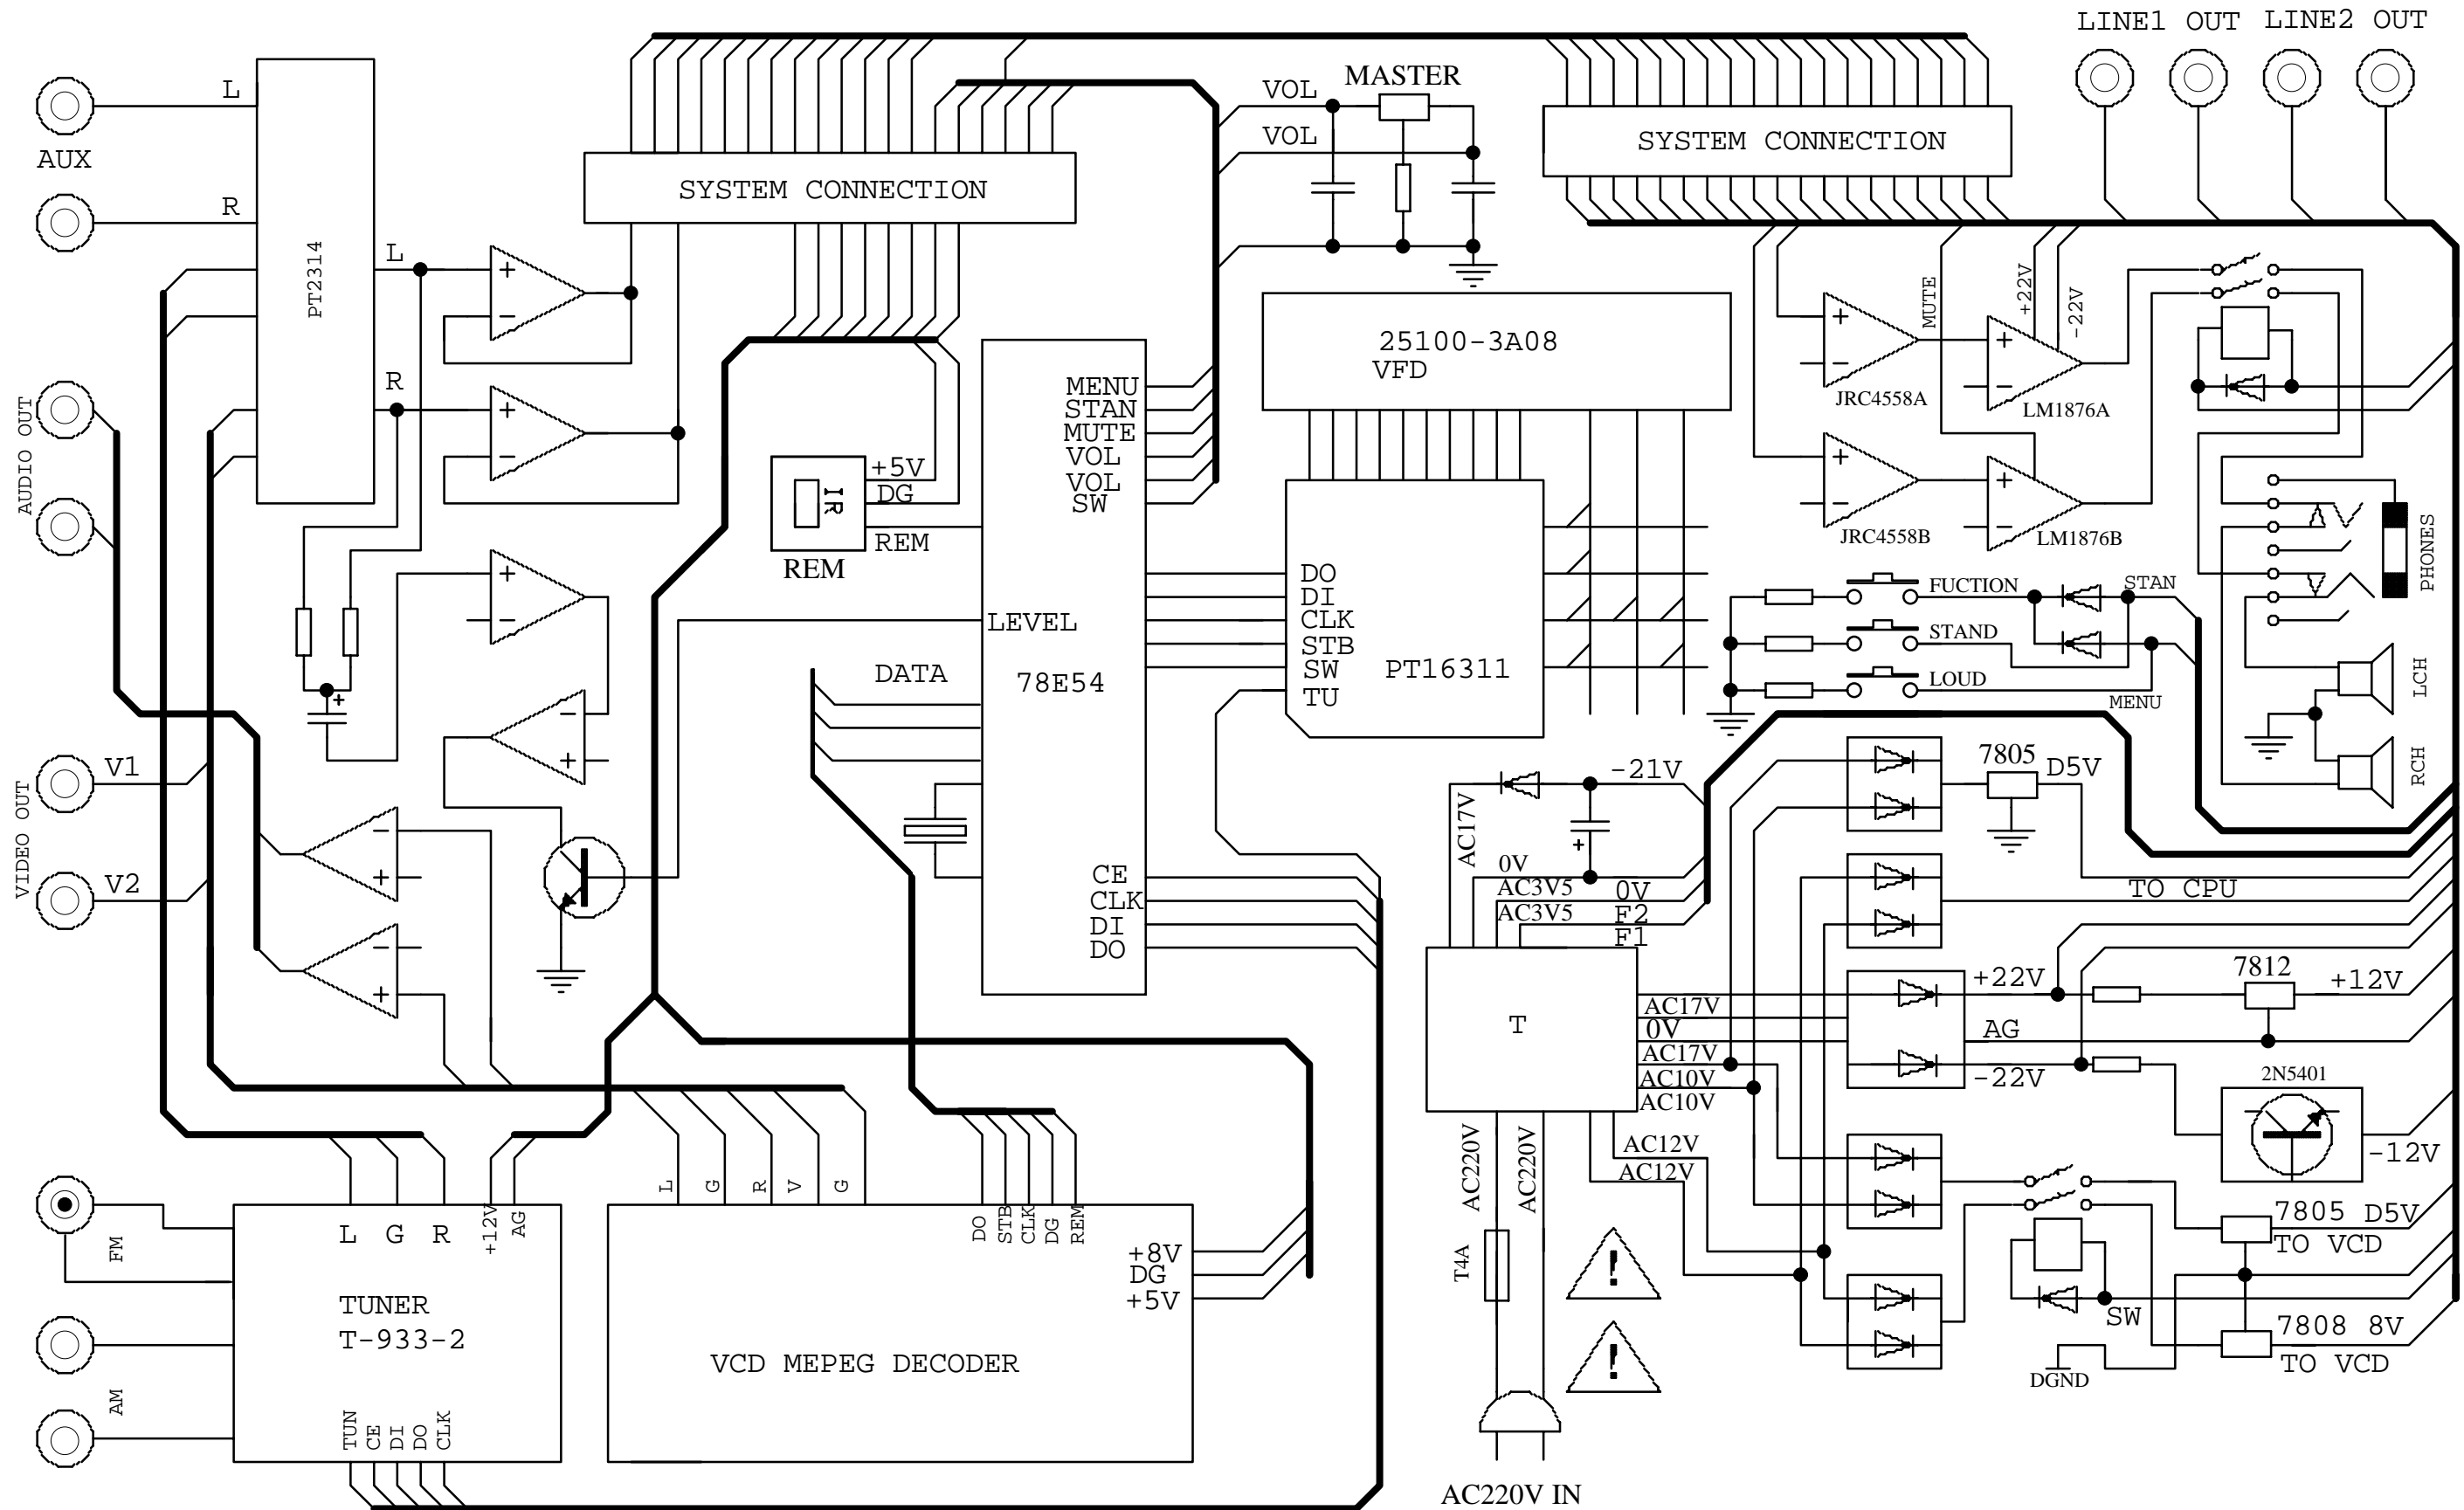 LINE1 OUT
LINE2 OUT
MASTER
VOL
VOL
L
AUX
R
SYSTEM CONNECTION
SYSTEM CONNECTION
PT2314
L
R
AUDIO OUT
25100-3A08
VFD
MUTE
+22V
-22V
JRC4558A
LM1876A
JRC4558B
LM1876B
MENU
STAN
MUTE
VOL
VOL
SW
+5V
DG
REM
IR
REM
LEVEL
DATA
78E54
DO
DI
CLK
STB
SW
TU
PT16311
FUCTION
STAN
STAND
LOUD
MENU
PHONES
LCH
RCH
V1
VIDEO OUT
V2
CE
CLK
DI
DO
-21V
AC17V
0V
AC3V5
0V
AC3V5
F2
F1
7805
D5V
TO CPU
+22V
7812
+12V
AG
-22V
2N5401
-12V
T
AC17V
0V
AC17V
AC10V
AC10V
AC12V
AC12V
AC220V
AC220V
T4A
!
!
AC220V IN
7805 D5V
TO VCD
SW
7808 8V
TO VCD
DGND
FM
AM
L G R
+12V
AG
TUNER
T-933-2
TUN
CE
DI
DO
CLK
L
G
R
V
G
DO
STB
CLK
DG
REM
+8V
DG
+5V
VCD MEPEG DECODER